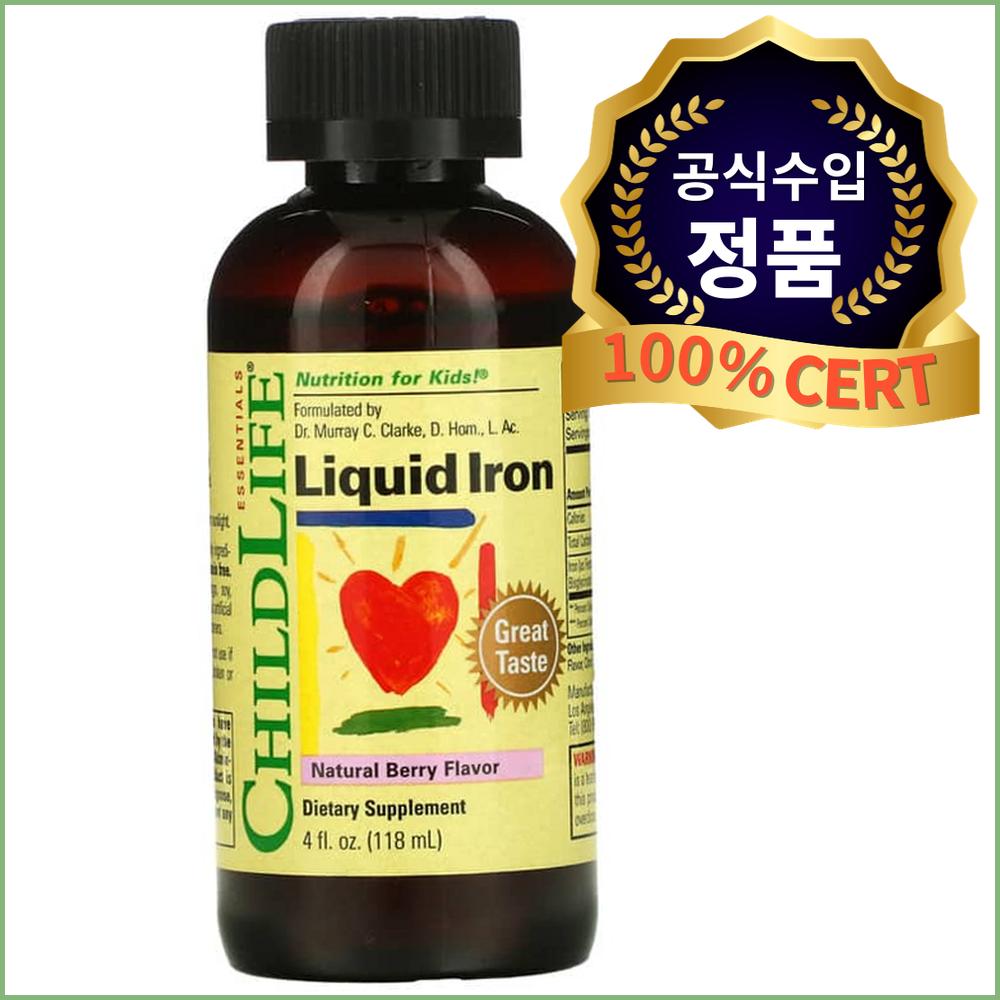 공식수입
정품
100% CERT
ESSENTIALS
CHILDLIFE®
Nutrition for Kids!®
Formulated by
Dr. Murray C. Clarke, D. Hom., L. Ac.
Liquid Iron
Great
Taste
Natural Berry Flavor
Dietary Supplement
4 fl. oz. (118 mL)
Calories